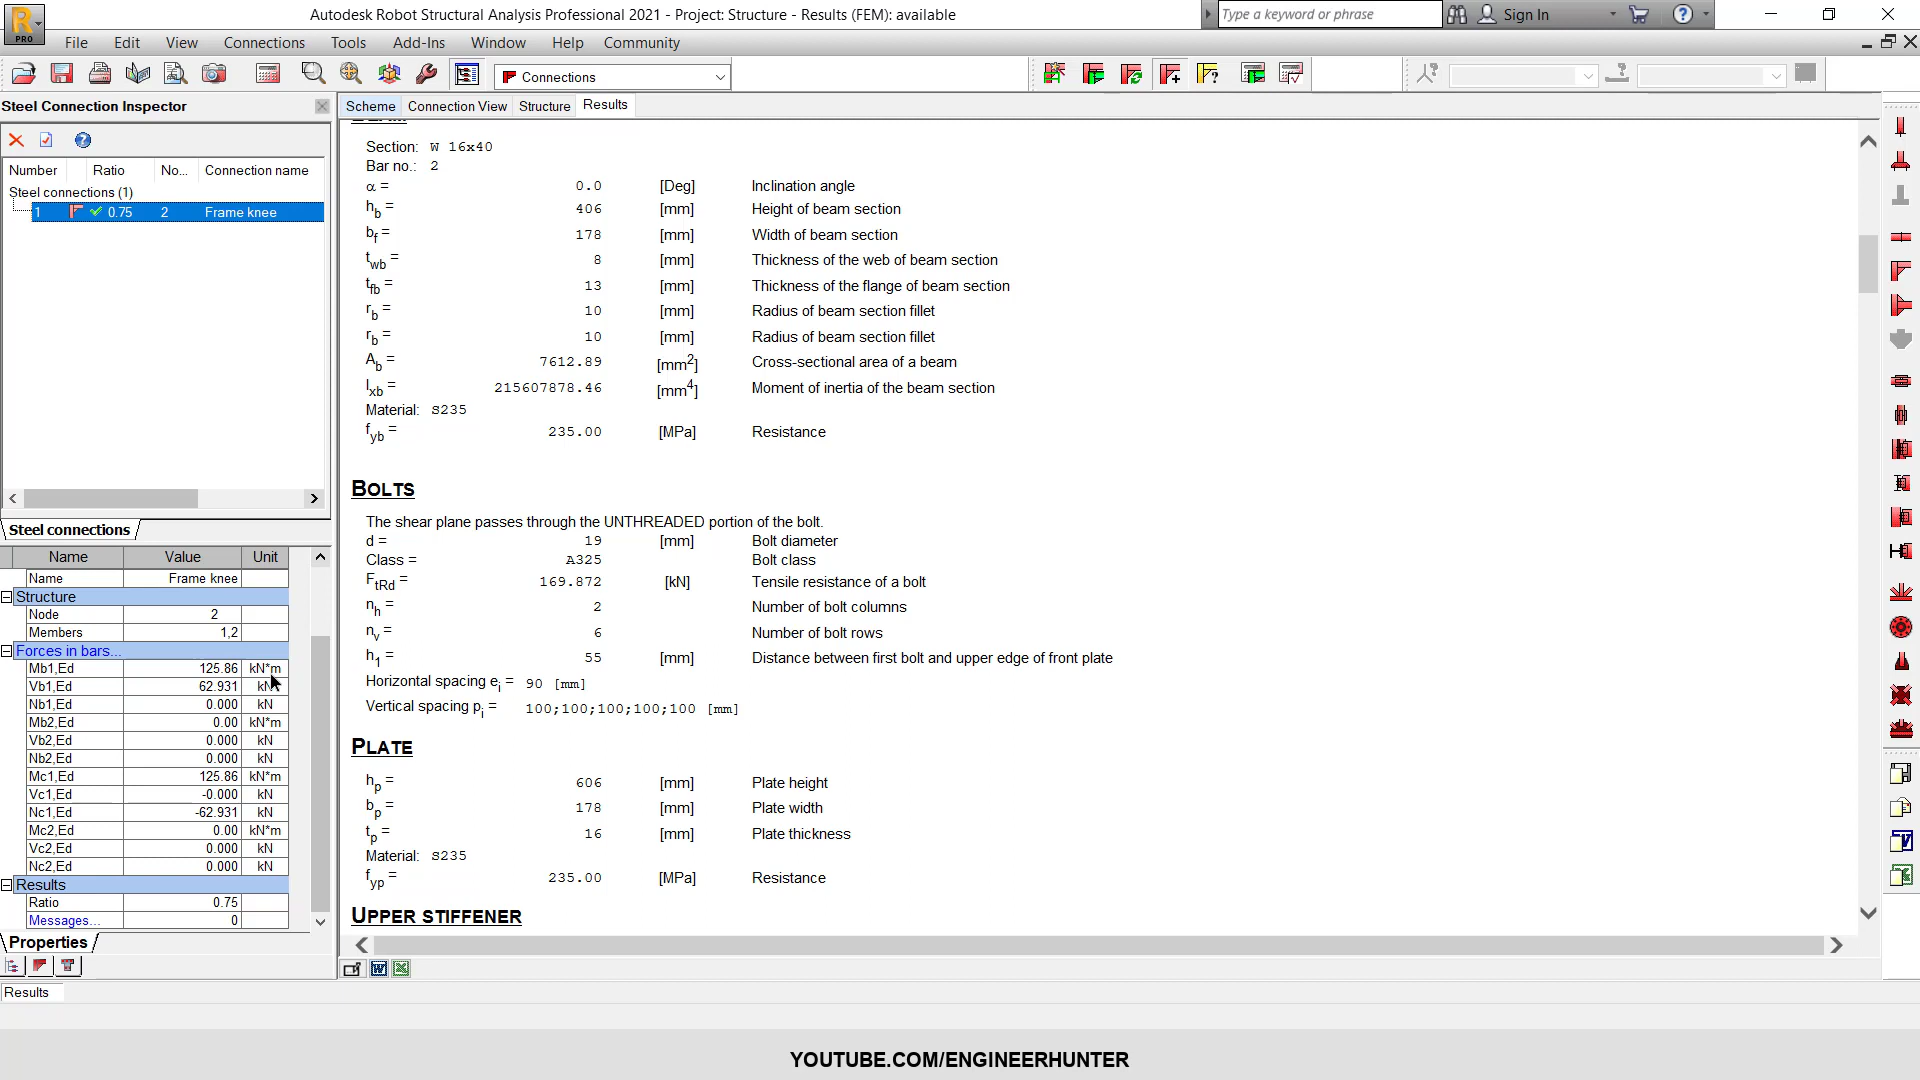 Autodesk Robot Structural Analysis Professional 2021 - Project: Structure - Results (FEM): available
Type a keyword or phrase
Sign In
PRO
File Edit View Connections Tools Add-Ins Window Help Community
Connections
Steel Connection Inspector
Scheme Connection View Structure Results
Number Ratio No... Connection name
Steel connections (1)
1 0.75 2 Frame knee
Steel connections
Name Value Unit
Name Frame knee
Structure
Node 2
Members 1,2
Forces in bars...
Mb1,Ed 125.86 kN*m
Vb1,Ed 62.931 kN
Nb1,Ed 0.000 kN
Mb2,Ed 0.00 kN*m
Vb2,Ed 0.000 kN
Nb2,Ed 0.000 kN
Mc1,Ed 125.86 kN*m
Vc1,Ed -0.000 kN
Nc1,Ed -62.931 kN
Mc2,Ed 0.00 kN*m
Vc2,Ed 0.000 kN
Nc2,Ed 0.000 kN
Results
Ratio 0.75
Messages... 0
Properties
Results
Section: W 16x40
Bar no.: 2
α = 0.0 [Deg] Inclination angle
hb = 406 [mm] Height of beam section
bf = 178 [mm] Width of beam section
twb = 8 [mm] Thickness of the web of beam section
tfb = 13 [mm] Thickness of the flange of beam section
rb = 10 [mm] Radius of beam section fillet
rb = 10 [mm] Radius of beam section fillet
Ab = 7612.89 [mm2] Cross-sectional area of a beam
Ixb = 215607878.46 [mm4] Moment of inertia of the beam section
Material: S235
fyb = 235.00 [MPa] Resistance
BOLTS
The shear plane passes through the UNTHREADED portion of the bolt.
d = 19 [mm] Bolt diameter
Class = A325 Bolt class
FtRd = 169.872 [kN] Tensile resistance of a bolt
nh = 2 Number of bolt columns
nv = 6 Number of bolt rows
h1 = 55 [mm] Distance between first bolt and upper edge of front plate
Horizontal spacing ei = 90 [mm]
Vertical spacing pi = 100;100;100;100;100 [mm]
PLATE
hp = 606 [mm] Plate height
bp = 178 [mm] Plate width
tp = 16 [mm] Plate thickness
Material: S235
fyp = 235.00 [MPa] Resistance
UPPER STIFFENER
YOUTUBE.COM/ENGINEERHUNTER